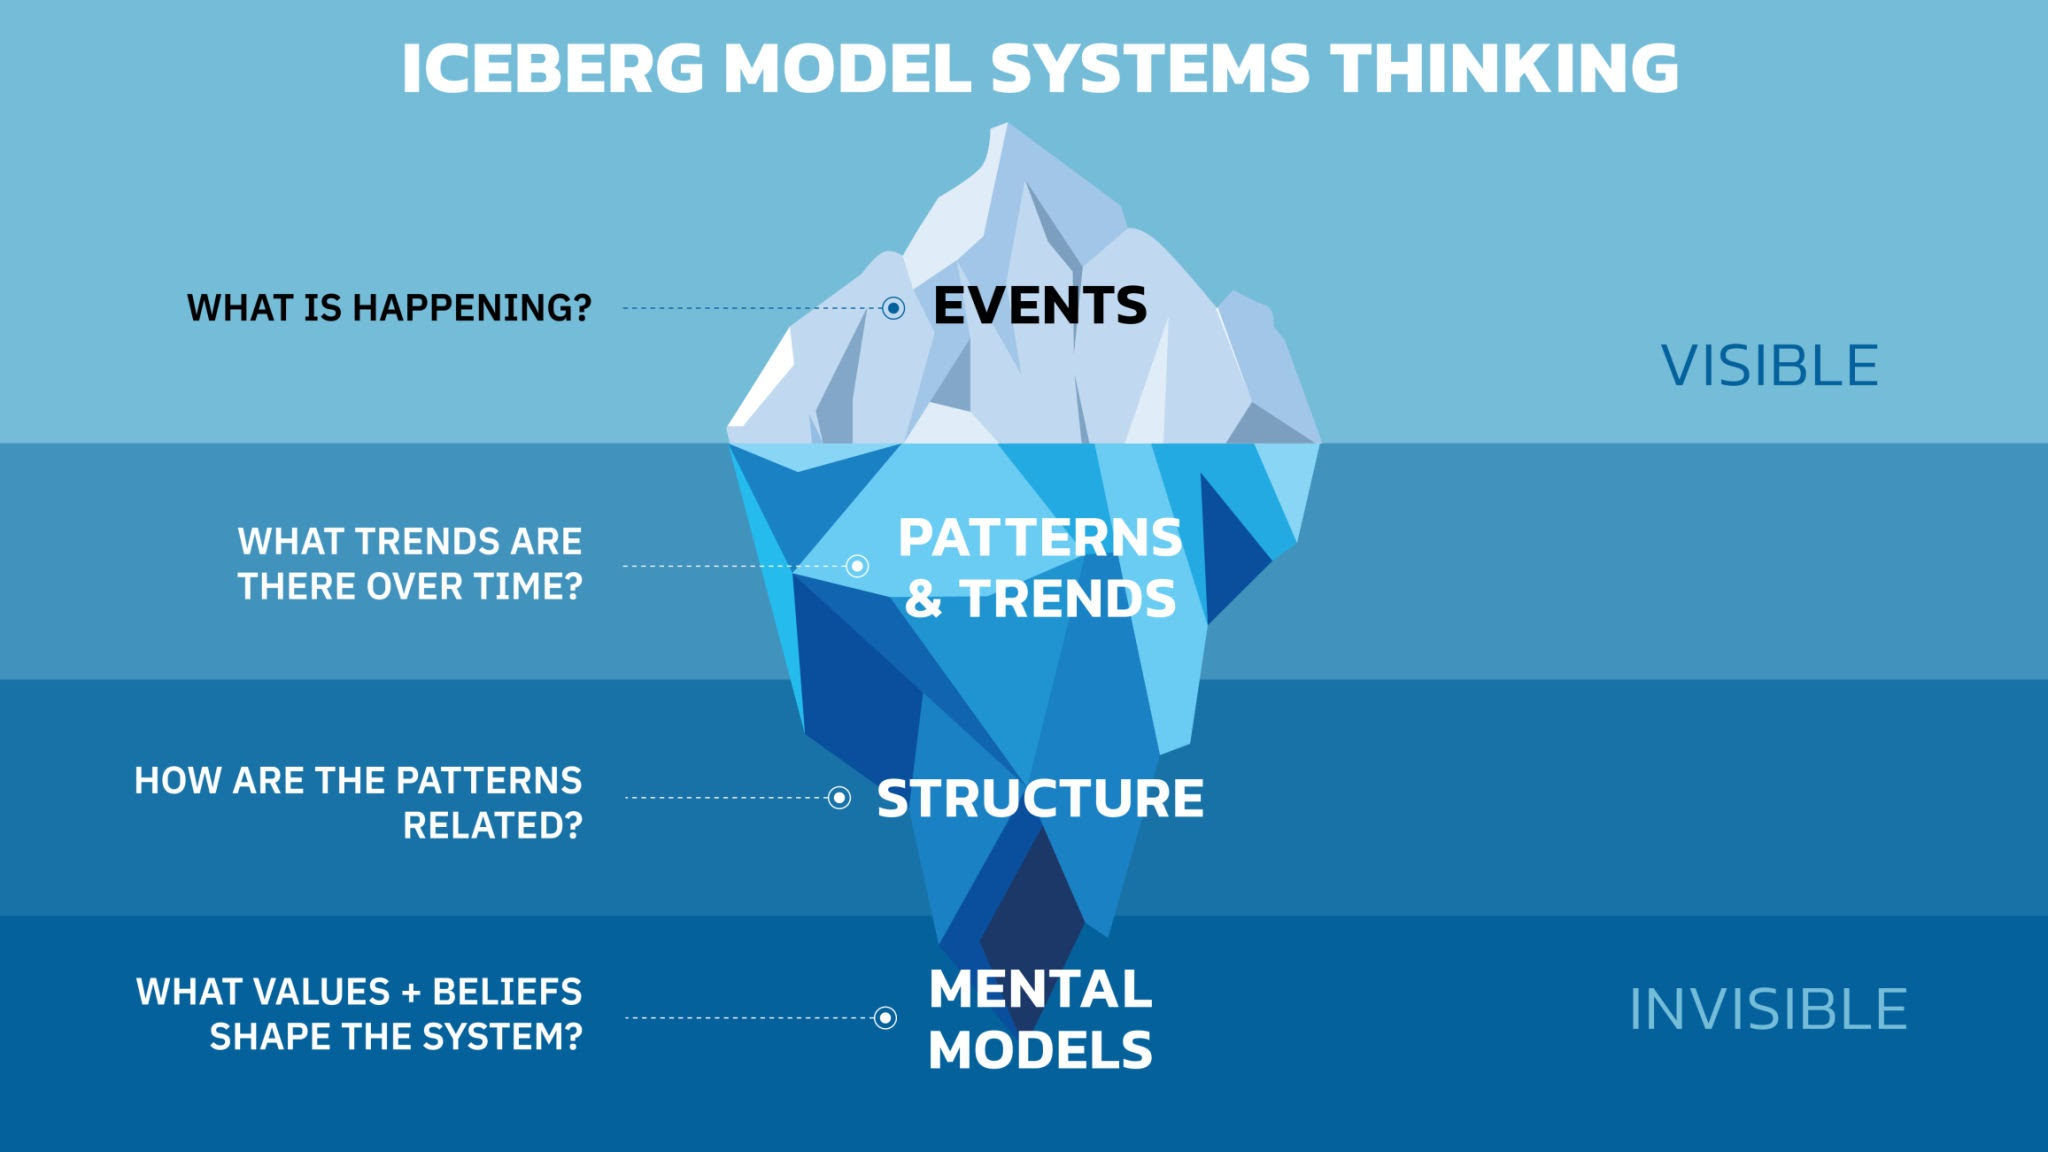 ICEBERG MODEL SYSTEMS THINKING
WHAT IS HAPPENING?
EVENTS
VISIBLE
WHAT TRENDS ARE
THERE OVER TIME?
PATTERNS
& TRENDS
HOW ARE THE PATTERNS
RELATED?
STRUCTURE
WHAT VALUES + BELIEFS
SHAPE THE SYSTEM?
MENTAL
MODELS
INVISIBLE